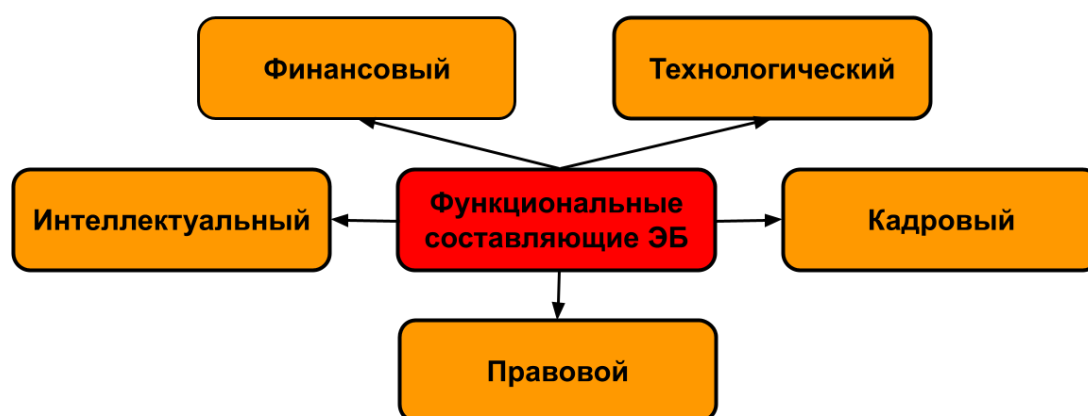 Финансовый
Технологический
Интеллектуальный
Функциональные
составляющие ЭБ
Кадровый
Правовой